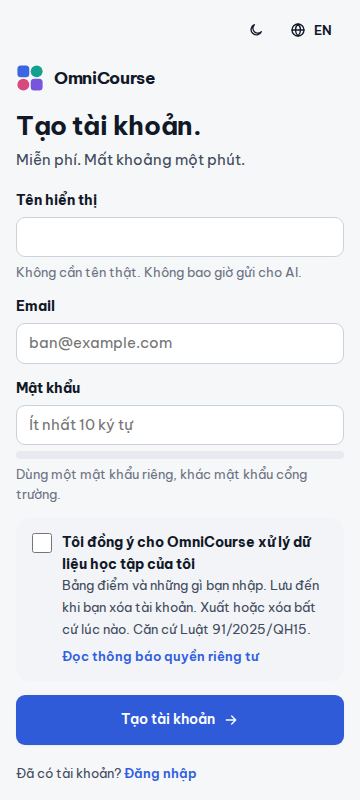 EN
OmniCourse
Tạo tài khoản.
Miễn phí. Mất khoảng một phút.
Tên hiển thị
Không cần tên thật. Không bao giờ gửi cho AI.
Email
ban@example.com
Mật khẩu
Ít nhất 10 ký tự
Dùng một mật khẩu riêng, khác mật khẩu cổng
trường.
Tôi đồng ý cho OmniCourse xử lý dữ
liệu học tập của tôi
Bảng điểm và những gì bạn nhập. Lưu đến
khi bạn xóa tài khoản. Xuất hoặc xóa bất
cứ lúc nào. Căn cứ Luật 91/2025/QH15.
Đọc thông báo quyền riêng tư
Tạo tài khoản →
Đã có tài khoản? Đăng nhập